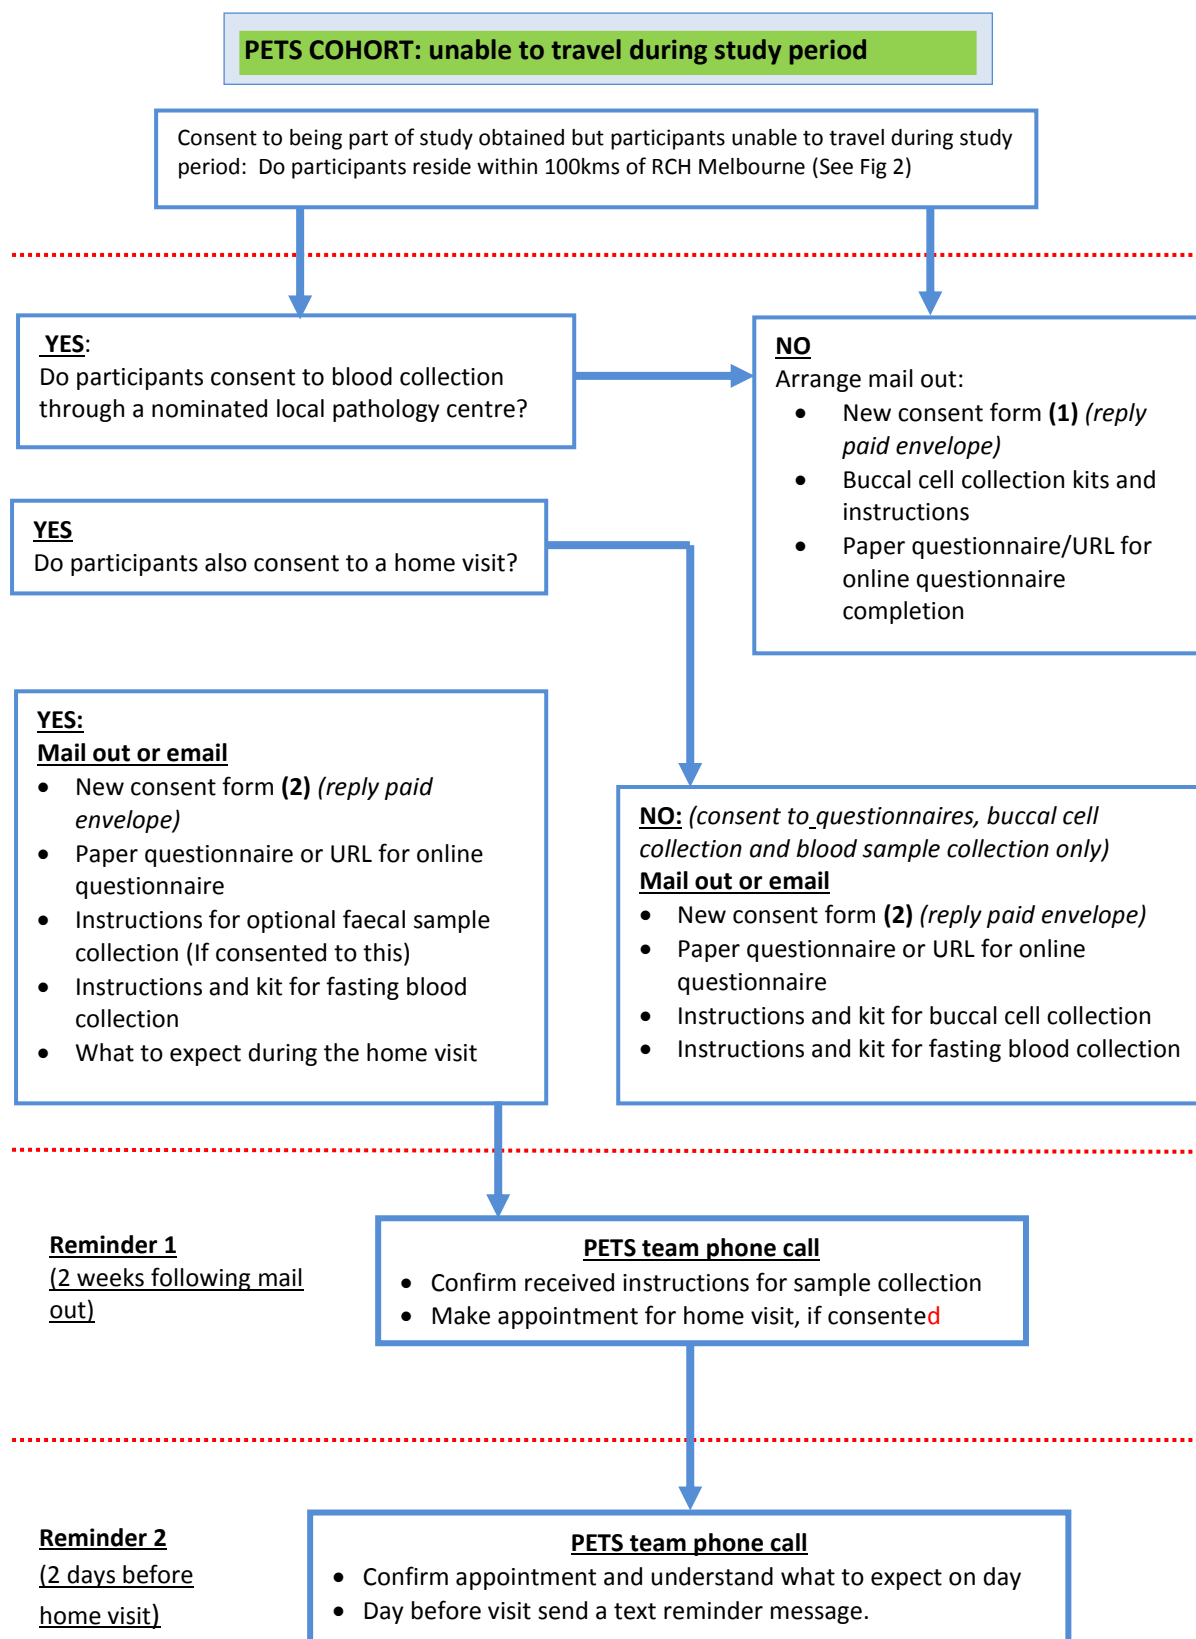 PETS COHORT: unable to travel during study period
Consent to being part of study obtained but participants unable to travel during study
period:  Do participants reside within 100kms of RCH Melbourne (See Fig 2)
YES:
Do participants consent to blood collection
through a nominated local pathology centre?
NO
Arrange mail out:
• New consent form (1) (reply
paid envelope)
• Buccal cell collection kits and
instructions
• Paper questionnaire/URL for
online questionnaire
completion
YES
Do participants also consent to a home visit?
YES:
Mail out or email
• New consent form (2) (reply paid
envelope)
• Paper questionnaire or URL for online
questionnaire
• Instructions for optional faecal sample
collection (If consented to this)
• Instructions and kit for fasting blood
collection
• What to expect during the home visit
NO: (consent to questionnaires, buccal cell
collection and blood sample collection only)
Mail out or email
• New consent form (2) (reply paid envelope)
• Paper questionnaire or URL for online
questionnaire
• Instructions and kit for buccal cell collection
• Instructions and kit for fasting blood collection
Reminder 1
(2 weeks following mail
out)
PETS team phone call
• Confirm received instructions for sample collection
• Make appointment for home visit, if consented
Reminder 2
(2 days before
home visit)
PETS team phone call
• Confirm appointment and understand what to expect on day
• Day before visit send a text reminder message.